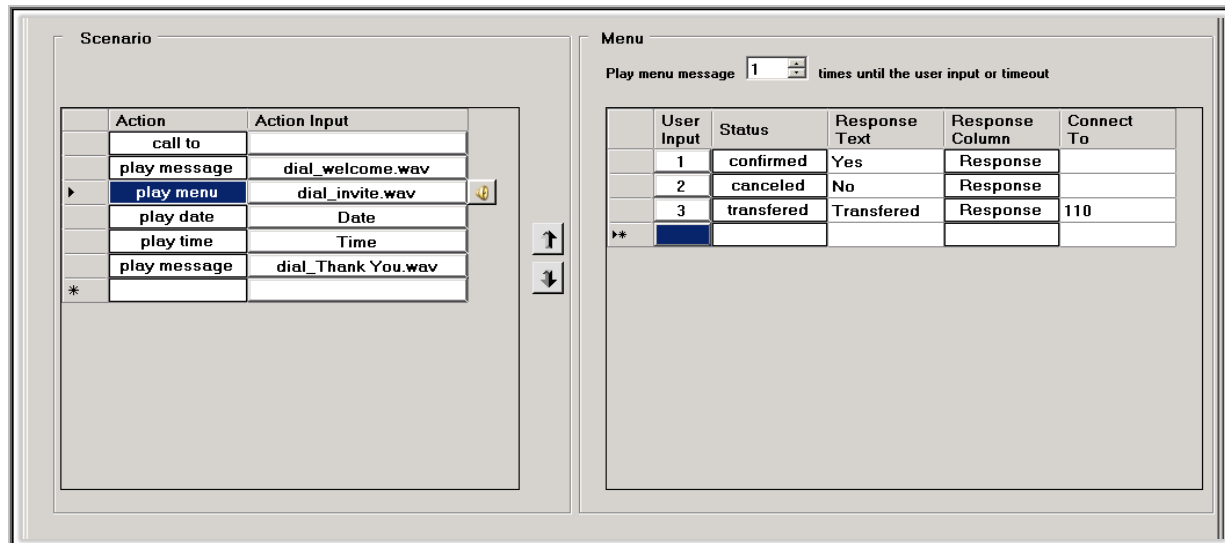 Scenario
Action Action Input
call to
play message dial_welcome.wav
play menu dial_invite.wav
play date Date
play time Time
play message dial_Thank You.wav
*
Menu
Play menu message 1 times until the user input or timeout
User Input Status Response Text Response Column Connect To
1 confirmed Yes Response
2 canceled No Response
3 transfered Transfered Response 110
*